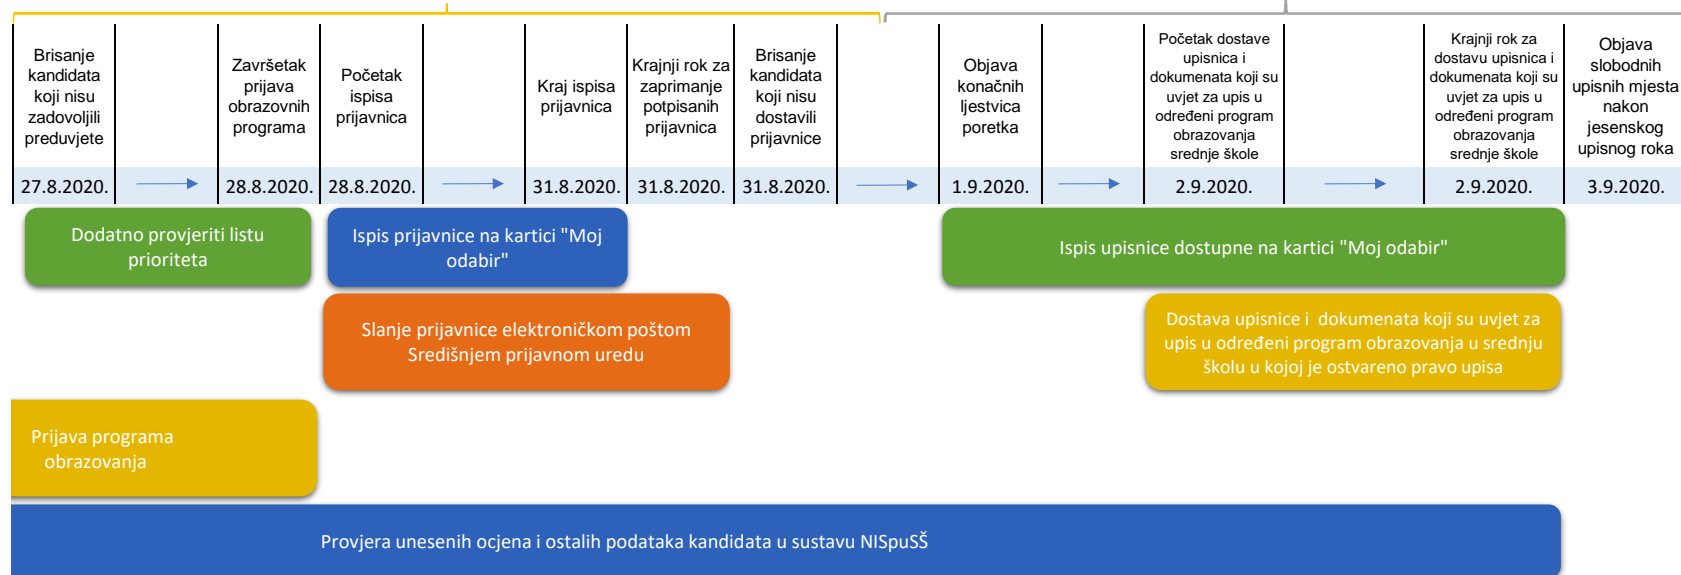 Brisanje
kandidata
koji nisu
zadovoljili
preduvjete
Završetak
prijava
obrazovnih
programa
Početak
ispisa
prijavnica
Kraj ispisa
prijavnica
Krajnji rok za
zaprimanje
potpisanih
prijavnica
Brisanje
kandidata
koji nisu
dostavili
prijavnice
Objava
konačnih
ljestvica
poretka
Početak dostave
upisnica i
dokumenata koji su
uvjet za upis u
određeni program
obrazovanja
srednje škole
Krajnji rok za
dostavu upisnica i
dokumenata koji su
uvjet za upis u
određeni program
obrazovanja
srednje škole
Objava
slobodnih
upisnih mjesta
nakon
jesenskog
upisnog roka
27.8.2020.
28.8.2020.
28.8.2020.
31.8.2020.
31.8.2020.
31.8.2020.
1.9.2020.
2.9.2020.
2.9.2020.
3.9.2020.
Dodatno provjeriti listu
prioriteta
Ispis prijavnice na kartici "Moj
odabir"
Ispis upisnice dostupne na kartici "Moj odabir"
Slanje prijavnice elektroničkom poštom
Središnjem prijavnom uredu
Dostava upisnice i dokumenata koji su uvjet za
upis u određeni program obrazovanja u srednju
školu u kojoj je ostvareno pravo upisa
Prijava programa
obrazovanja
Provjera unesenih ocjena i ostalih podataka kandidata u sustavu NISpuSŠ